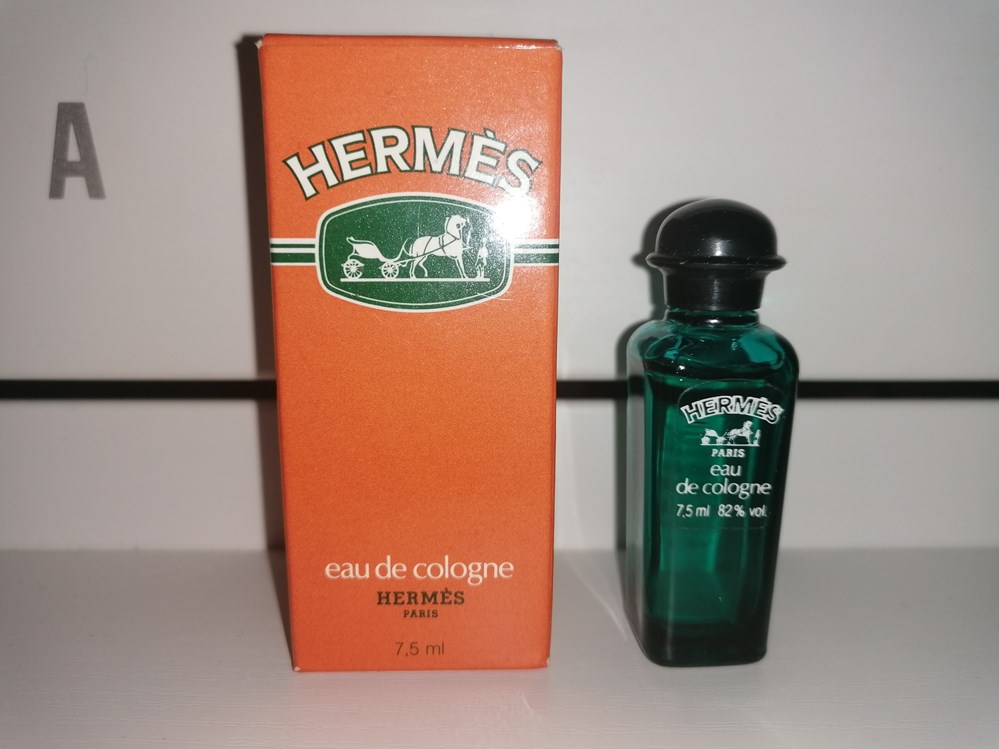 A
HERMÈS
eau de cologne
HERMÈS
PARIS
7,5 ml
HERMÈS
PARIS
eau
de cologne
7,5 ml 82% vol.